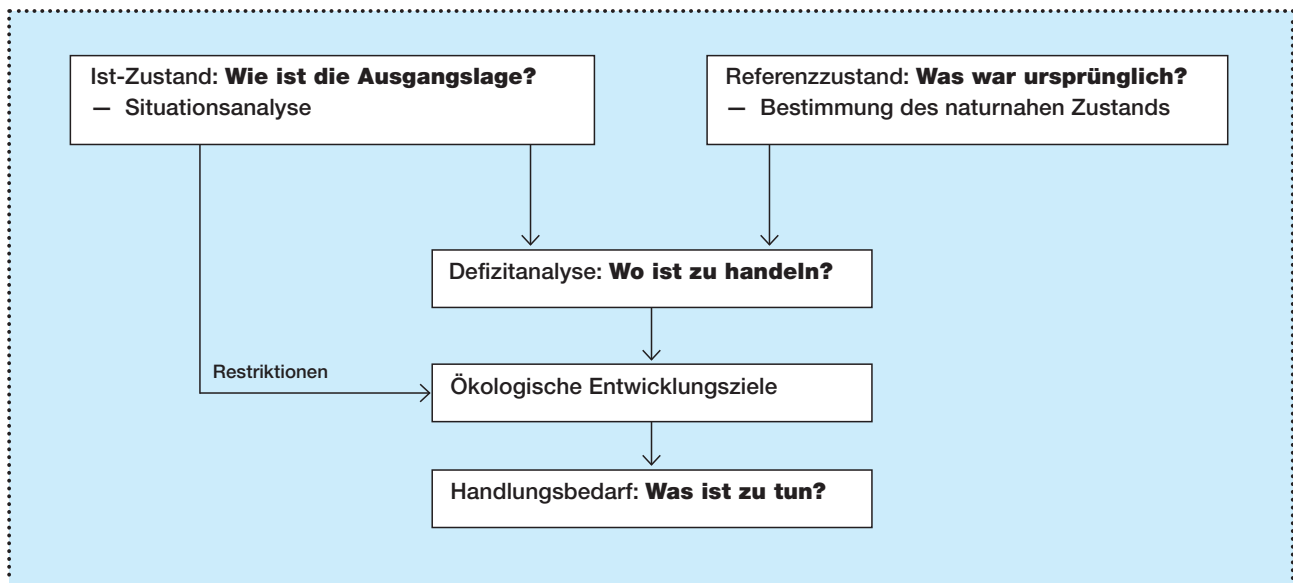 Ist-Zustand: Wie ist die Ausgangslage?
— Situationsanalyse
Referenzzustand: Was war ursprünglich?
— Bestimmung des naturnahen Zustands
Defizitanalyse: Wo ist zu handeln?
Restriktionen
Ökologische Entwicklungsziele
Handlungsbedarf: Was ist zu tun?